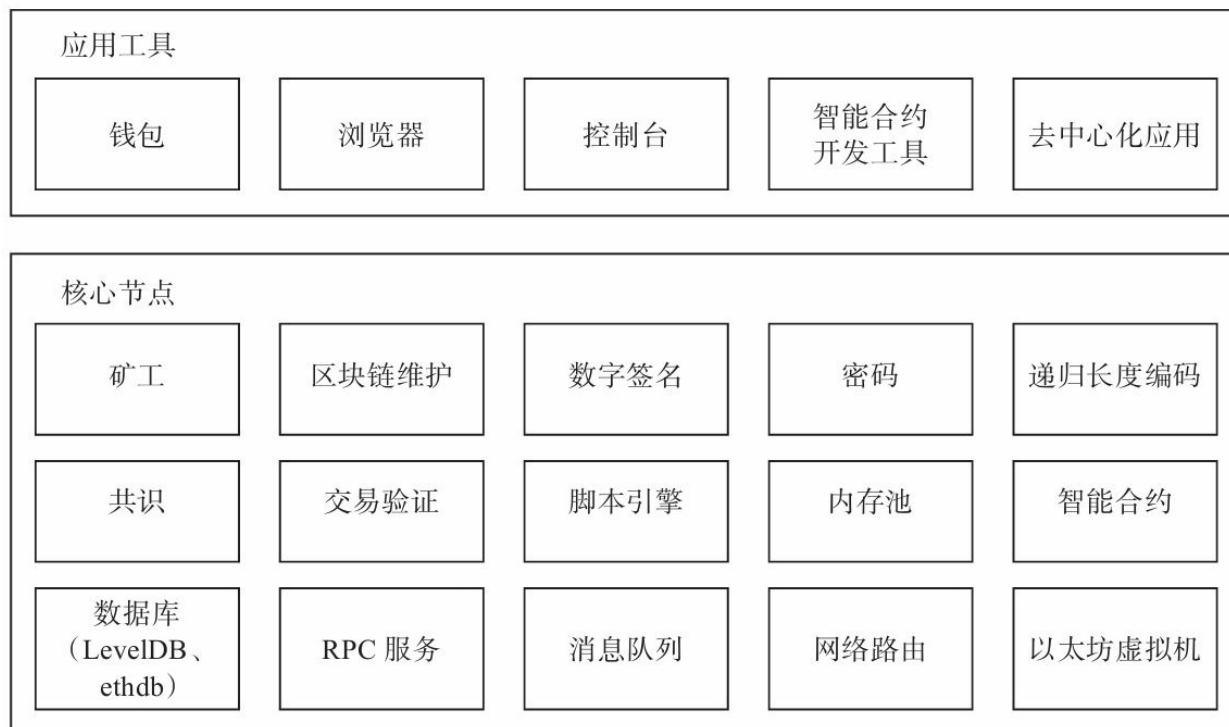 应用工具
钱包
浏览器
控制台
智能合约
开发工具
去中心化应用
核心节点
矿工
区块链维护
数字签名
密码
递归长度编码
共识
交易验证
脚本引擎
内存池
智能合约
数据库
（LevelDB、
ethdb）
RPC 服务
消息队列
网络路由
以太坊虚拟机